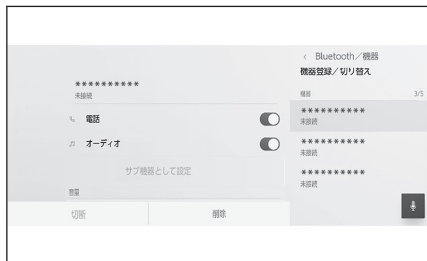 **********
未接続
電話
オーディオ
サブ機器として設定
音量
切断
削除
< Bluetooth／機器
機器登録／切り替え
機器 3/5
**********
未接続
**********
未接続
**********
未接続